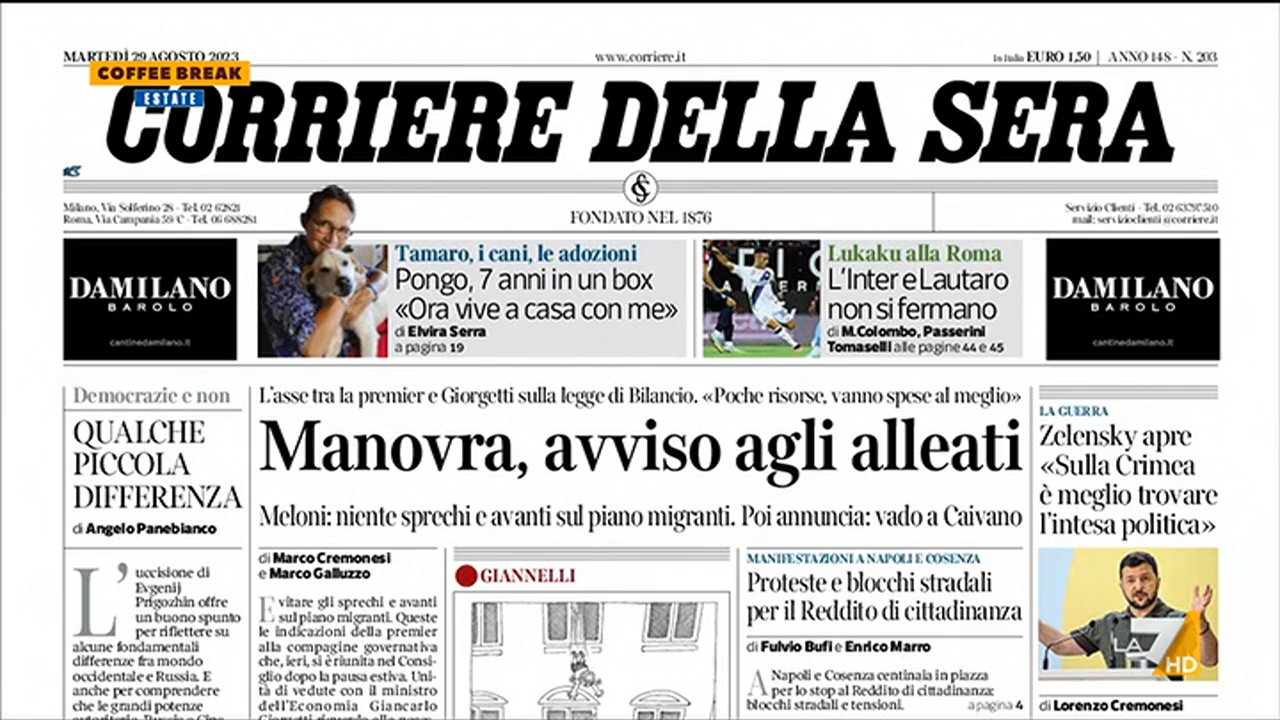 MARTEDÌ 29 AGOSTO 2023
www.corriere.it
In Italia EURO 1,50 | ANNO 148 - N. 203
COFFEE BREAK
ESTATE
CORRIERE DELLA SERA
Milano, Via Solferino 28 - Tel. 02 62821
Roma, Via Campania 59/C - Tel. 06 688281
FONDATO NEL 1876
Servizio Clienti - Tel. 02 63797510
mail: servizioclienti@corriere.it
DAMILANO
BAROLO
cantinedamilano.it
Tamaro, i cani, le adozioni
Pongo, 7 anni in un box
«Ora vive a casa con me»
di Elvira Serra
a pagina 19
Lukaku alla Roma
L'Inter e Lautaro
non si fermano
di M.Colombo, Passerini
Tomaselli alle pagine 44 e 45
DAMILANO
BAROLO
cantinedamilano.it
Democrazie e non
QUALCHE
PICCOLA
DIFFERENZA
di Angelo Panebianco
L'uccisione di
Evgenij
Prigozhin offre
un buono spunto
per riflettere su
alcune fondamentali
differenze fra mondo
occidentale e Russia. E
anche per comprendere
che le grandi potenze
L'asse tra la premier e Giorgetti sulla legge di Bilancio. «Poche risorse, vanno spese al meglio»
Manovra, avviso agli alleati
Meloni: niente sprechi e avanti sul piano migranti. Poi annuncia: vado a Caivano
di Marco Cremonesi
e Marco Galluzzo
Evitare gli sprechi e avanti
sul piano migranti. Queste
le indicazioni della premier
alla compagine governativa
che, ieri, si è riunita nel Consi-
glio dopo la pausa estiva. Uni-
tà di vedute con il ministro
dell'Economia Giancarlo
GIANNELLI
MANIFESTAZIONI A NAPOLI E COSENZA
Proteste e blocchi stradali
per il Reddito di cittadinanza
di Fulvio Bufi e Enrico Marro
A Napoli e Cosenza centinaia in piazza
per lo stop al Reddito di cittadinanza:
blocchi stradali e tensioni. a pagina 4
LA GUERRA
Zelensky apre
«Sulla Crimea
è meglio trovare
l'intesa politica»
LA7
HD
di Lorenzo Cremonesi